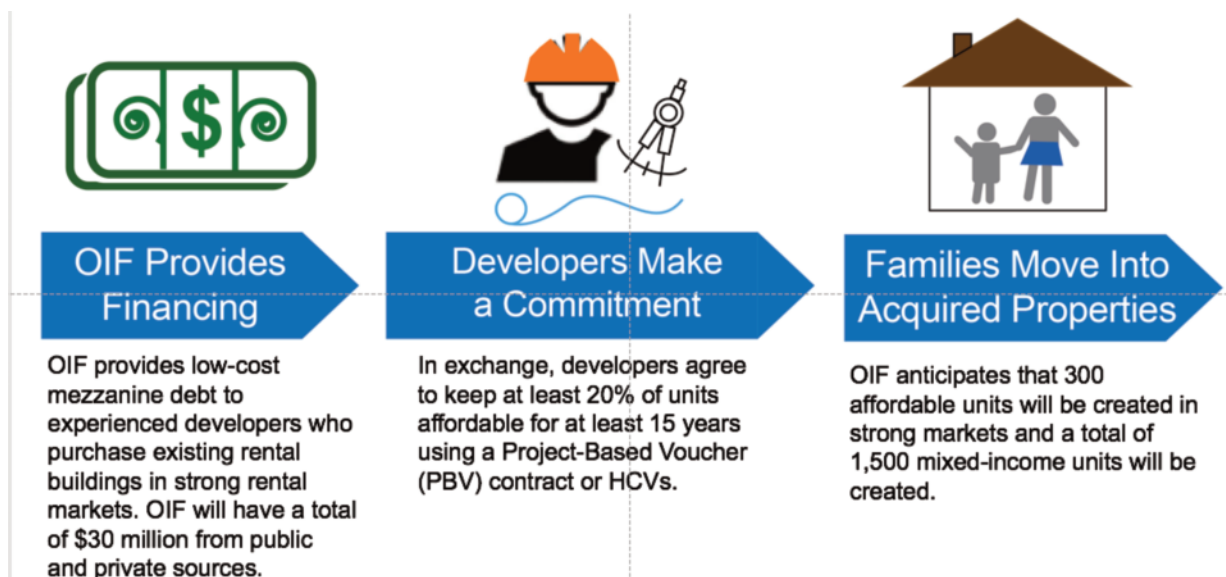 $
OIF Provides
Financing
OIF provides low-cost
mezzanine debt to
experienced developers who
purchase existing rental
buildings in strong rental
markets. OIF will have a total
of $30 million from public
and private sources.
Developers Make
a Commitment
In exchange, developers agree
to keep at least 20% of units
affordable for at least 15 years
using a Project-Based Voucher
(PBV) contract or HCVs.
Families Move Into
Acquired Properties
OIF anticipates that 300
affordable units will be created in
strong markets and a total of
1,500 mixed-income units will be
created.